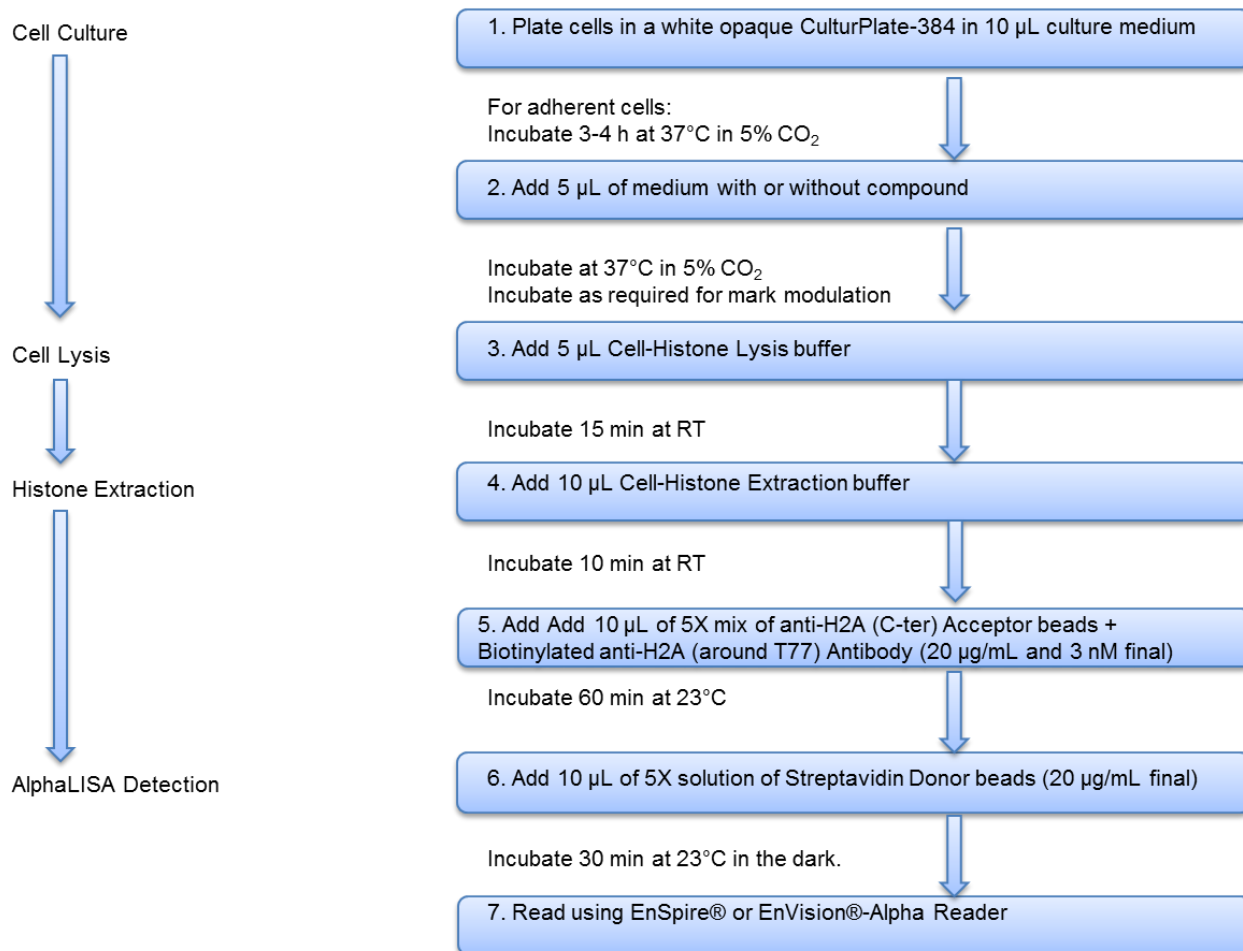 Cell Culture
1. Plate cells in a white opaque CulturPlate-384 in 10 µL culture medium
For adherent cells:
Incubate 3-4 h at 37°C in 5% CO₂
2. Add 5 µL of medium with or without compound
Incubate at 37°C in 5% CO₂
Incubate as required for mark modulation
Cell Lysis
3. Add 5 µL Cell-Histone Lysis buffer
Incubate 15 min at RT
Histone Extraction
4. Add 10 µL Cell-Histone Extraction buffer
Incubate 10 min at RT
5. Add Add 10 µL of 5X mix of anti-H2A (C-ter) Acceptor beads +
Biotinylated anti-H2A (around T77) Antibody (20 µg/mL and 3 nM final)
Incubate 60 min at 23°C
AlphaLISA Detection
6. Add 10 µL of 5X solution of Streptavidin Donor beads (20 µg/mL final)
Incubate 30 min at 23°C in the dark.
7. Read using EnSpire® or EnVision®-Alpha Reader